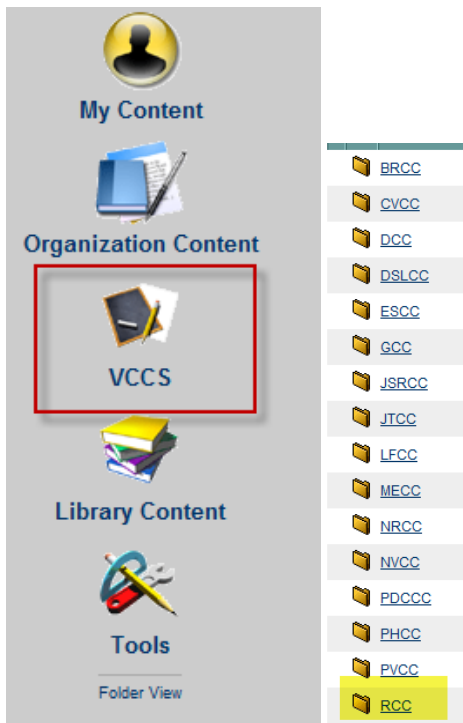 My Content
Organization Content
VCCS
Library Content
Tools
Folder View
BRCC
CVCC
DCC
DSLCC
ESCC
GCC
JSRCC
JTCC
LFCC
MECC
NRCC
NVCC
PDCCC
PHCC
PVCC
RCC